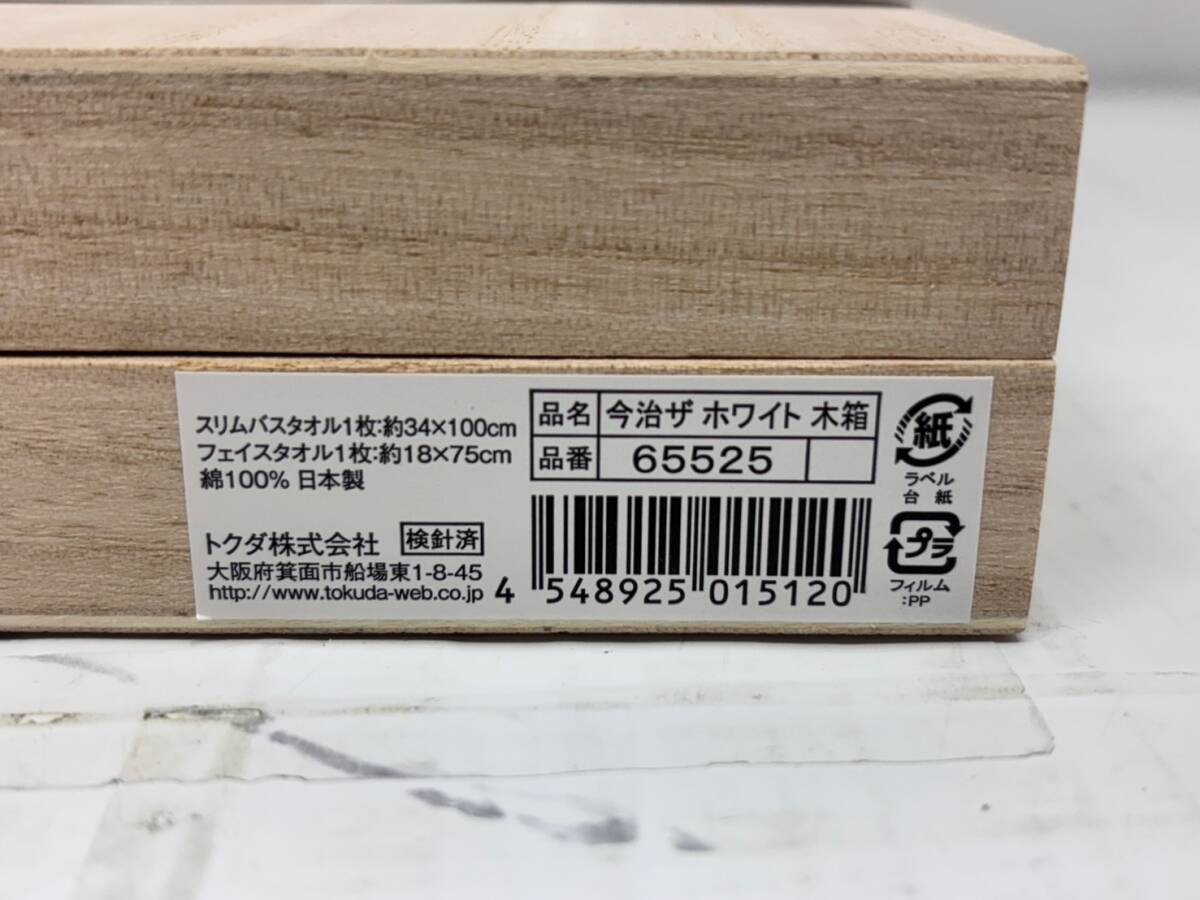 スリムバスタオル1枚:約34×100cm
フェイスタオル1枚:約18×75cm
綿100% 日本製
トクダ株式会社 検針済
大阪府箕面市船場東1-8-45
http://www.tokuda-web.co.jp
品名 今治ザ ホワイト 木箱
品番 65525
4 548925 015120
紙
ラベル
台紙
プラ
フィルム
:PP